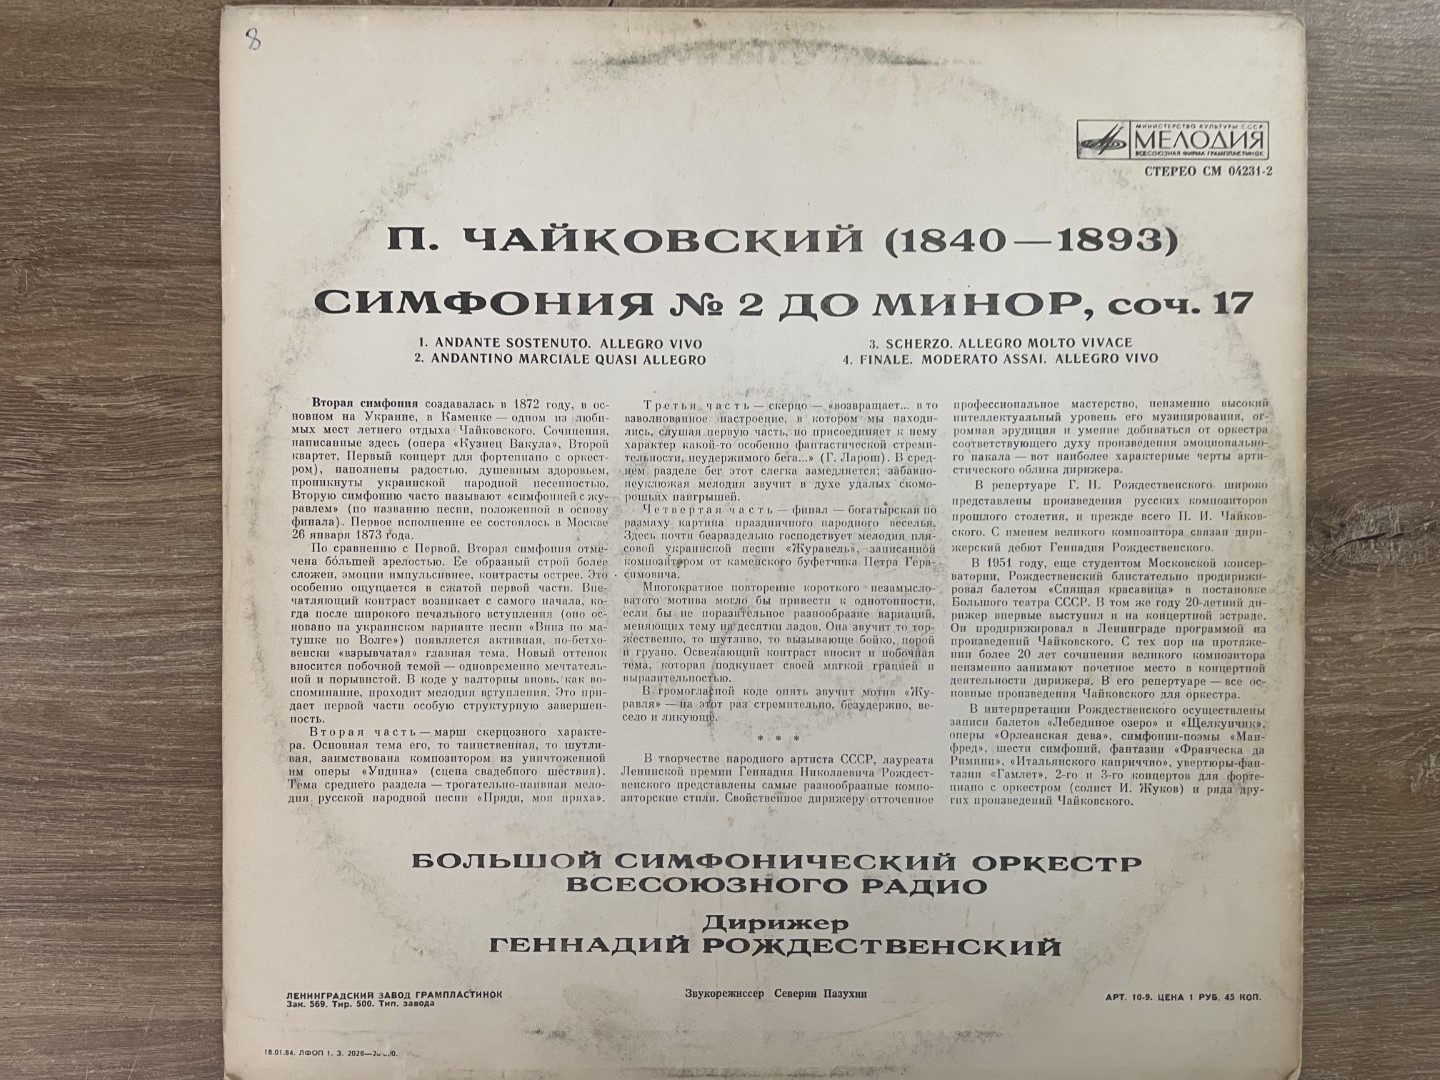 8
МИНИСТЕРСТВО КУЛЬТУРЫ СССР
МЕЛОДИЯ
ВСЕСОЮЗНАЯ ФИРМА ГРАМПЛАСТИНОК
СТЕРЕО СМ 04231-2
П. ЧАЙКОВСКИЙ (1840—1893)
СИМФОНИЯ № 2 ДО МИНОР, соч. 17
1. ANDANTE SOSTENUTO. ALLEGRO VIVO
2. ANDANTINO MARCIALE QUASI ALLEGRO
3. SCHERZO. ALLEGRO MOLTO VIVACE
4. FINALE. MODERATO ASSAI. ALLEGRO VIVO
Вторая симфония создавалась в 1872 году, в ос-
новном на Украине, в Каменке — одном из люби-
мых мест летнего отдыха Чайковского. Сочинения,
написанные здесь (опера «Кузнец Вакула», Второй
квартет, Первый концерт для фортепиано с оркест-
ром), наполнены радостью, душевным здоровьем,
проникнуты украинской народной песенностью.
Вторую симфонию часто называют «симфонией с жу-
равлем» (по названию песни, положенной в основу
финала). Первое исполнение ее состоялось в Москве
26 января 1873 года.
По сравнению с Первой, Вторая симфония отме-
чена бо́льшей зрелостью. Ее образный строй более
сложен, эмоции импульсивнее, контрасты острее. Это
особенно ощущается в сжатой первой части. Впе-
чатляющий контраст возникает с самого начала, ко-
гда после широкого печального вступления (оно ос-
новано на украинском варианте песни «Вниз по ма-
тушке по Волге») появляется активная, по-бетхо-
венски «взрывчатая» главная тема. Новый оттенок
вносится побочной темой — одновременно мечтатель-
ной и порывистой. В коде у валторны вновь, как во-
споминание, проходит мелодия вступления. Это при-
дает первой части особую структурную завершен-
ность.
Вторая часть — марш скерцозного характе-
ра. Основная тема его, то таинственная, то шутли-
вая, заимствована композитором из уничтоженной
им оперы «Ундина» (сцена свадебного шествия).
Тема среднего раздела — трогательно-наивная мело-
дия русской народной песни «Пряди, моя пряха».
Третья часть — скерцо — «возвращает... в то
взволнованное настроение, в котором мы находи-
лись, слушая первую часть, но присоединяет к нему
характер какой-то особенно фантастической стреми-
тельности, неудержимого бега...» (Г. Ларош). В сред-
нем разделе бег этот слегка замедляется; забавно-
неуклюжая мелодия звучит в духе удалых скомо-
рошьих наигрышей.
Четвертая часть — финал — богатырская по
размаху картина праздничного народного веселья.
Здесь почти безраздельно господствует мелодия пля-
совой украинской песни «Журавель», записанной
композитором от каменского буфетчика Петра Гера-
симовича.
Многократное повторение короткого незамысло-
ватого мотива могло бы привести к однотонности,
если бы не поразительное разнообразие вариаций,
меняющих тему на десятки ладов. Она звучит то тор-
жественно, то шутливо, то вызывающе бойко, порой
и грузно. Освежающий контраст вносит и побочная
тема, которая подкупает своей мягкой грацией и
выразительностью.
В громогласной коде опять звучит мотив «Жу-
равля» — на этот раз стремительно, безудержно, ве-
село и ликующе.
* * *
В творчестве народного артиста СССР, лауреата
Ленинской премии Геннадия Николаевича Рождест-
венского представлены самые разнообразные компо-
зиторские стили. Свойственное дирижеру отточенное
профессиональное мастерство, неизменно высокий
интеллектуальный уровень его музицирования, ог-
ромная эрудиция и умение добиваться от оркестра
соответствующего духу произведения эмоционально-
го накала — вот наиболее характерные черты арти-
стического облика дирижера.
В репертуаре Г. Н. Рождественского широко
представлены произведения русских композиторов
прошлого столетия, и прежде всего П. И. Чайков-
ского. С именем великого композитора связан дири-
жерский дебют Геннадия Рождественского.
В 1951 году, еще студентом Московской консер-
ватории, Рождественский блистательно продирижи-
ровал балетом «Спящая красавица» в постановке
Большого театра СССР. В том же году 20-летний ди-
рижер впервые выступил и на концертной эстраде.
Он продирижировал в Ленинграде программой из
произведений Чайковского. С тех пор на протяже-
нии более 20 лет сочинения великого композитора
неизменно занимают почетное место в концертной
деятельности дирижера. В его репертуаре — все ос-
новные произведения Чайковского для оркестра.
В интерпретации Рождественского осуществлены
записи балетов «Лебединое озеро» и «Щелкунчик»,
оперы «Орлеанская дева», симфонии-поэмы «Ман-
фред», шести симфоний, фантазии «Франческа да
Римини», «Итальянского каприччио», увертюры-фан-
тазии «Гамлет», 2-го и 3-го концертов для форте-
пиано с оркестром (солист И. Жуков) и ряда дру-
гих произведений Чайковского.
БОЛЬШОЙ СИМФОНИЧЕСКИЙ ОРКЕСТР
ВСЕСОЮЗНОГО РАДИО
Дирижер
ГЕННАДИЙ РОЖДЕСТВЕНСКИЙ
ЛЕНИНГРАДСКИЙ ЗАВОД ГРАМПЛАСТИНОК
Зак. 569. Тир. 500. Тип. завода
Звукорежиссер Северин Пазухин
АРТ. 10-9. ЦЕНА 1 РУБ. 45 КОП.
18.01.84. ЛФОП 1. З.